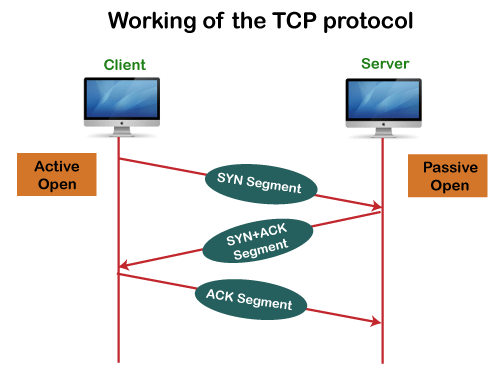 Working of the TCP protocol
Client
Server
Active
Open
Passive
Open
SYN Segment
SYN+ACK
Segment
ACK Segment